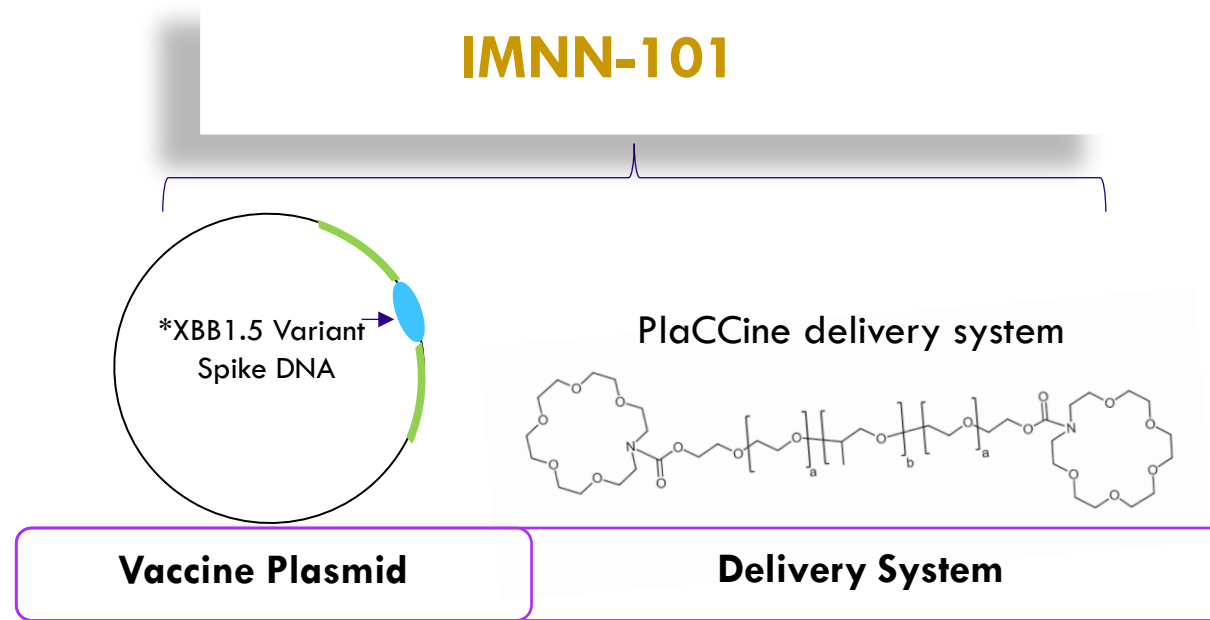 IMNN-101
*XBB1.5 Variant
Spike DNA
PlaCCine delivery system
O
O
O
O
O
N
O
O
O
O
a
O
b
O
a
O
O
N
O
O
O
O
O
Vaccine Plasmid
Delivery System